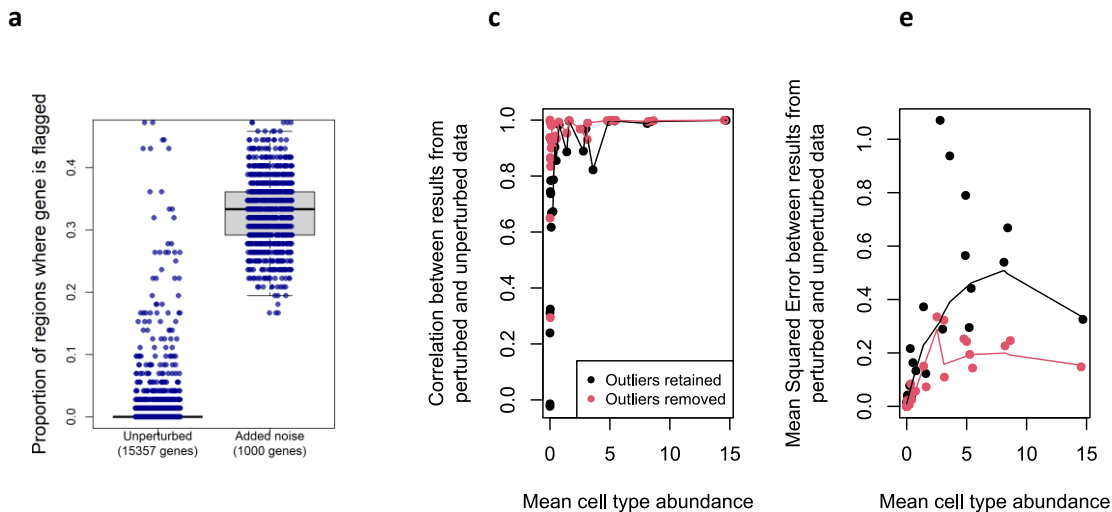 a
Proportion of regions where gene is flagged
0.4
0.3
0.2
0.1
0.0
Unperturbed
(15357 genes)
Added noise
(1000 genes)
c
Correlation between results from
perturbed and unperturbed data
1.0
0.8
0.6
0.4
0.2
0.0
Outliers retained
Outliers removed
0 5 10 15
Mean cell type abundance
e
Mean Squared Error between results from
perturbed and unperturbed data
1.0
0.8
0.6
0.4
0.2
0.0
0 5 10 15
Mean cell type abundance